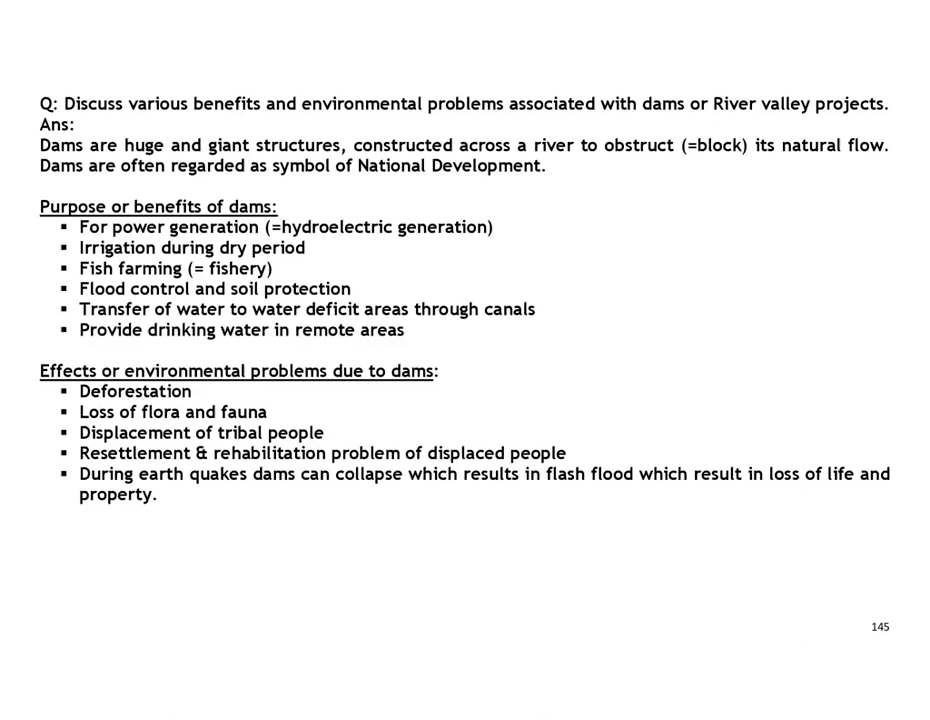 Q: Discuss various benefits and environmental problems associated with dams or River valley projects.
Ans:
Dams are huge and giant structures, constructed across a river to obstruct (=block) its natural flow.
Dams are often regarded as symbol of National Development.
Purpose or benefits of dams:
▪ For power generation (=hydroelectric generation)
▪ Irrigation during dry period
▪ Fish farming (= fishery)
▪ Flood control and soil protection
▪ Transfer of water to water deficit areas through canals
▪ Provide drinking water in remote areas
Effects or environmental problems due to dams:
▪ Deforestation
▪ Loss of flora and fauna
▪ Displacement of tribal people
▪ Resettlement & rehabilitation problem of displaced people
▪ During earth quakes dams can collapse which results in flash flood which result in loss of life and
property.
145